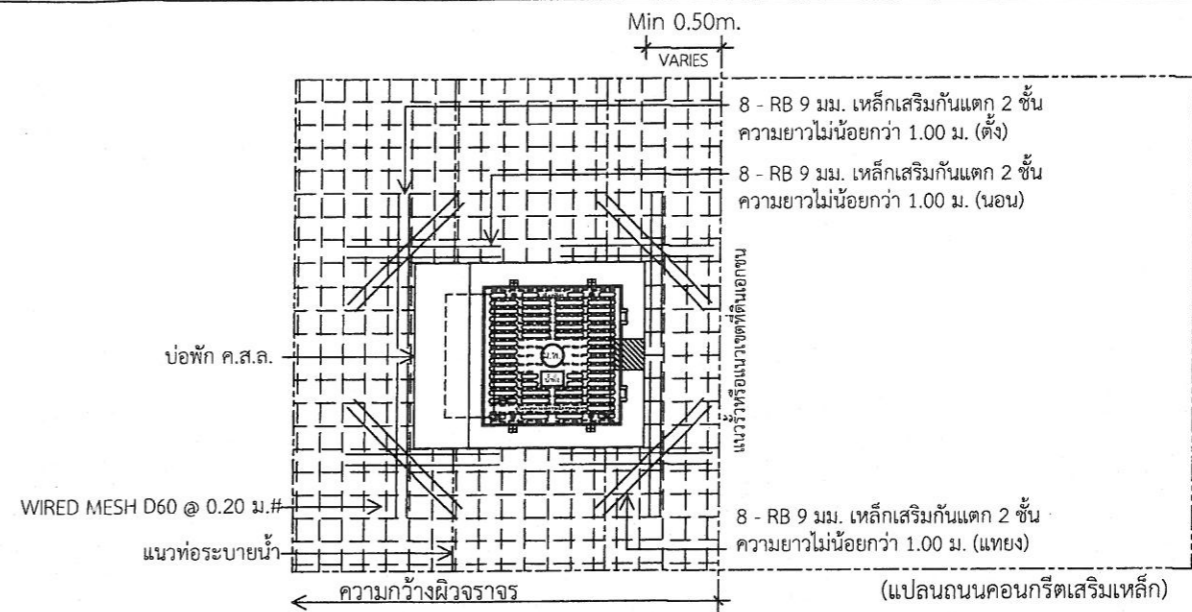 Min 0.50m.
VARIES
8 - RB 9 มม. เหล็กเสริมกันแตก 2 ชั้น
ความยาวไม่น้อยกว่า 1.00 ม. (ตั้ง)
8 - RB 9 มม. เหล็กเสริมกันแตก 2 ชั้น
ความยาวไม่น้อยกว่า 1.00 ม. (นอน)
แนวรั้วหรือแนวเขตที่ดินของเอกชน
บ่อพัก ค.ส.ล.
WIRED MESH D60 @ 0.20 ม.#
8 - RB 9 มม. เหล็กเสริมกันแตก 2 ชั้น
ความยาวไม่น้อยกว่า 1.00 ม. (แทยง)
แนวท่อระบายน้ำ
ความกว้างผิวจราจร
(แปลนถนนคอนกรีตเสริมเหล็ก)